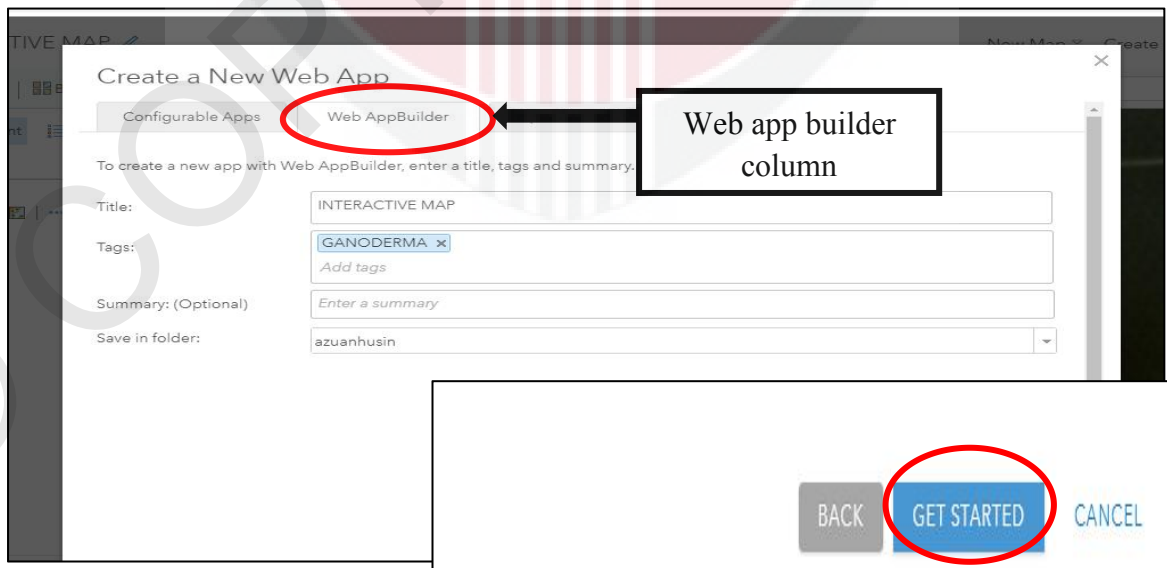 TIVE MAP
New Map Create
Create a New Web App
Configurable Apps Web AppBuilder
Web app builder
column
To create a new app with Web AppBuilder, enter a title, tags and summary.
Title: INTERACTIVE MAP
Tags: GANODERMA ×
Add tags
Summary: (Optional) Enter a summary
Save in folder: azuanhusin
BACK GET STARTED CANCEL